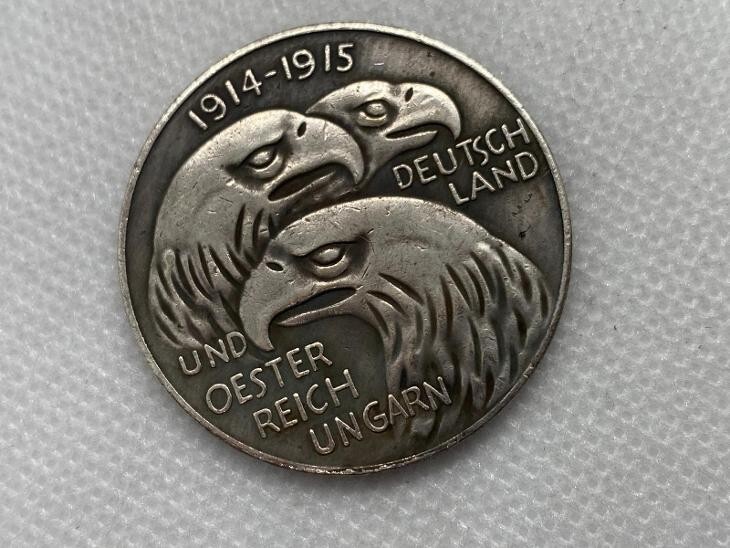 1914-1915
DEUTSCH
LAND
UND
OESTER
REICH
UNGARN